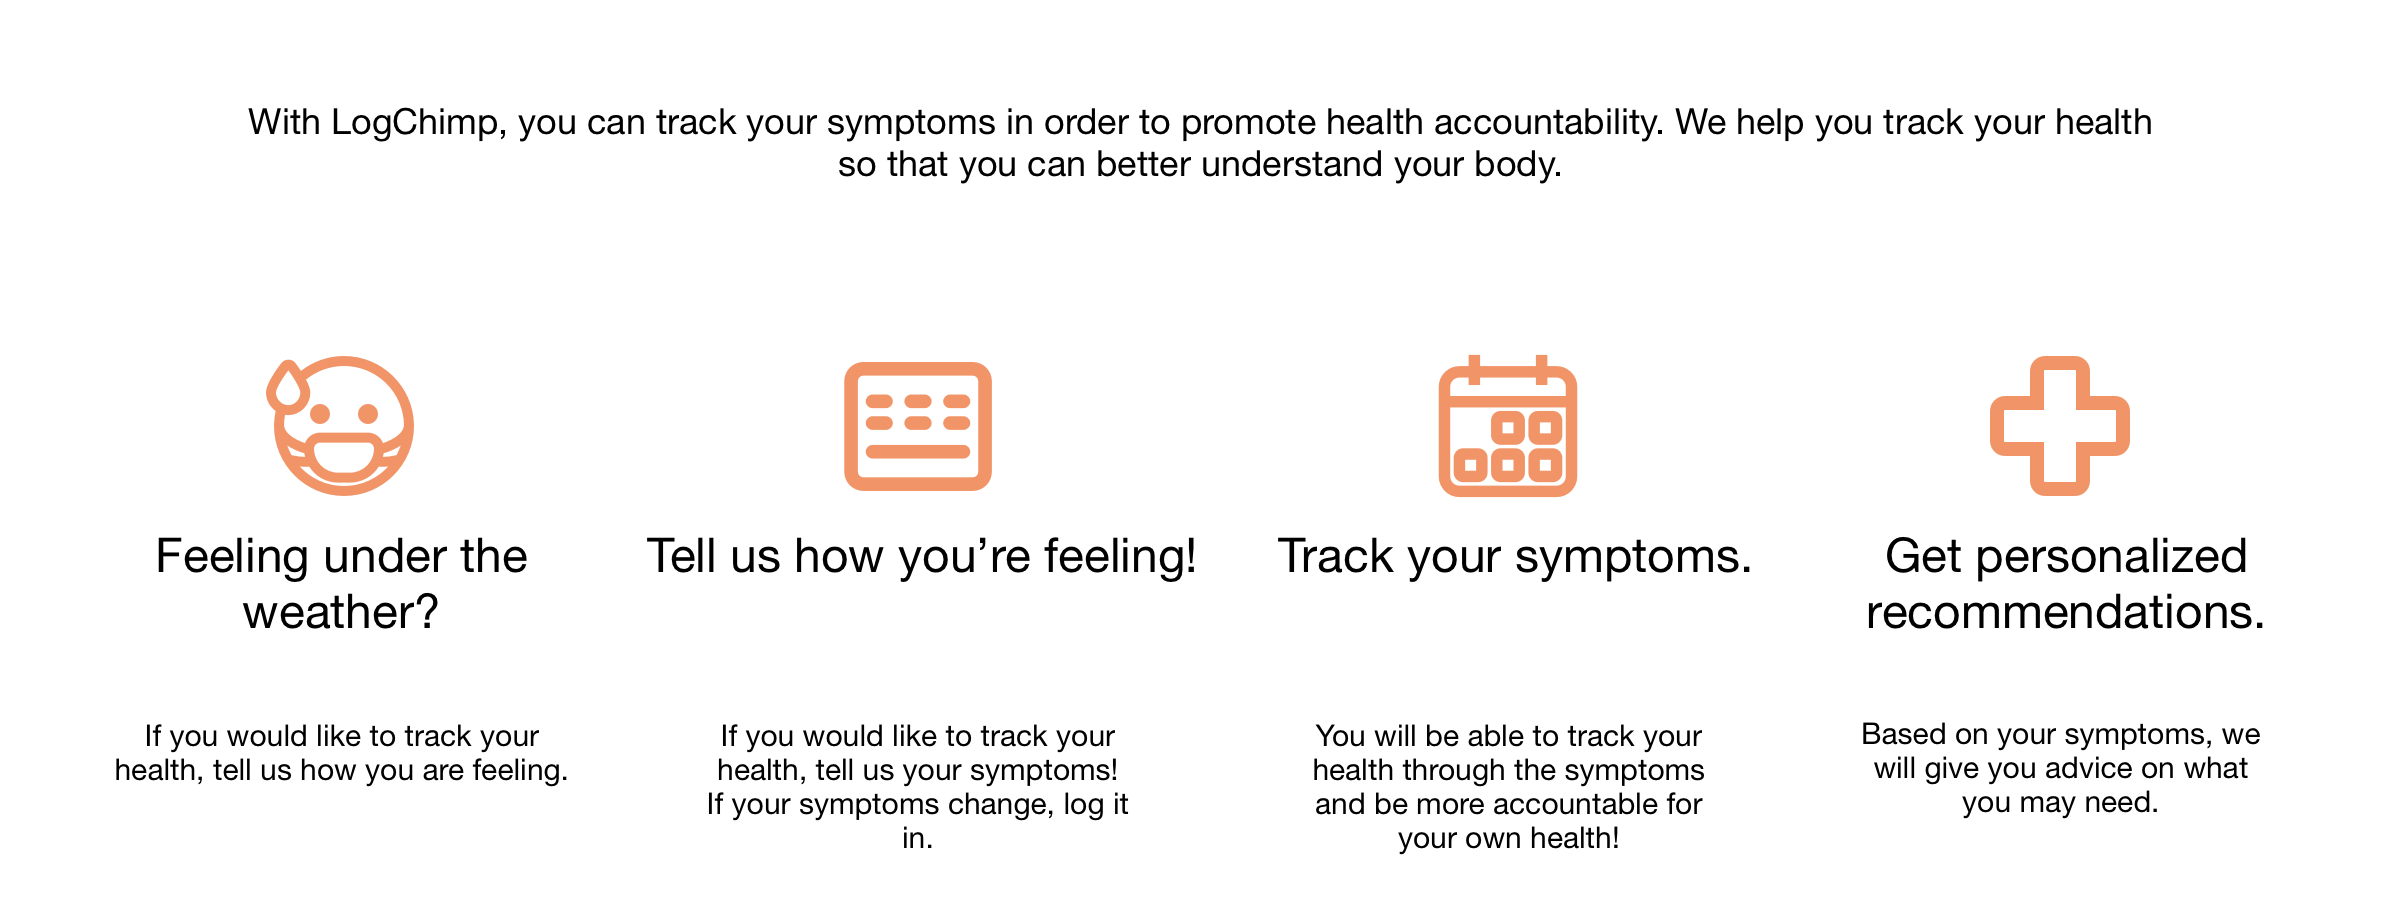 With LogChimp, you can track your symptoms in order to promote health accountability. We help you track your health
so that you can better understand your body.
Feeling under the
weather?
If you would like to track your
health, tell us how you are feeling.
Tell us how you’re feeling!
If you would like to track your
health, tell us your symptoms!
If your symptoms change, log it
in.
Track your symptoms.
You will be able to track your
health through the symptoms
and be more accountable for
your own health!
Get personalized
recommendations.
Based on your symptoms, we
will give you advice on what
you may need.